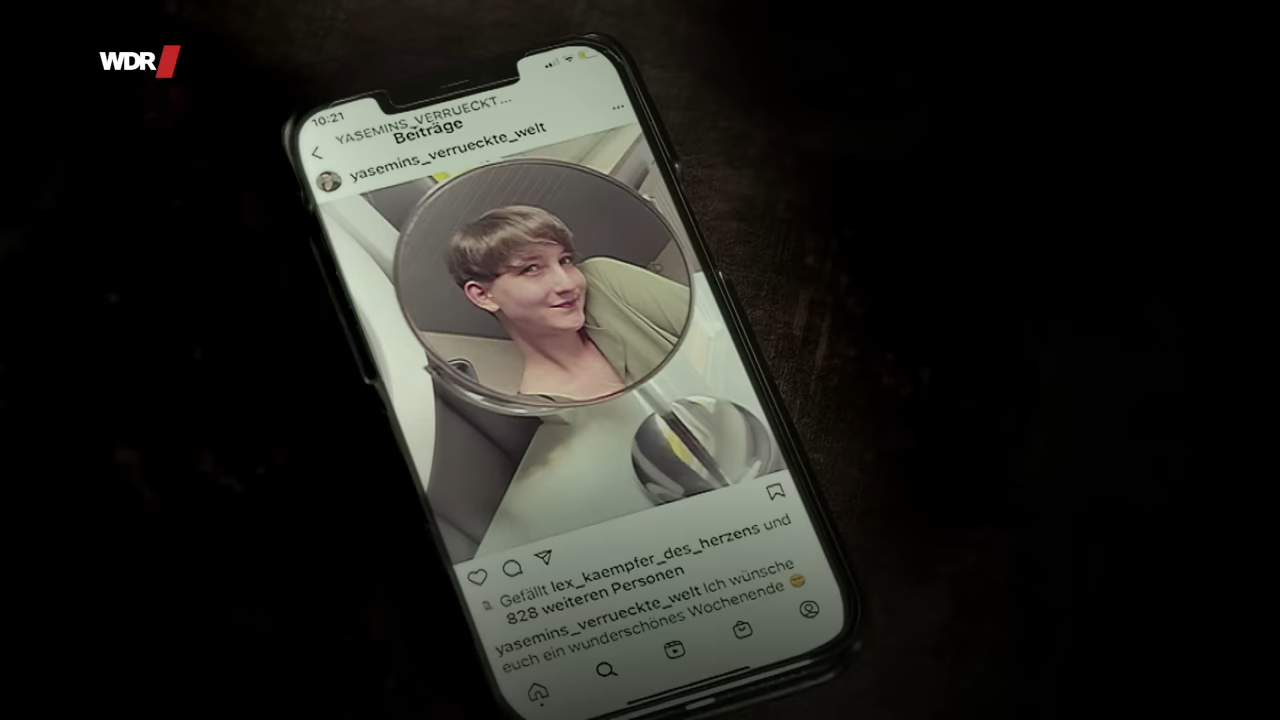 WDR
10:21
YASEMINS_VERRUECKT...
Beiträge
yasemins_verrueckte_welt
Gefällt lex_kaempfer_des_herzens und
828 weiteren Personen
yasemins_verrueckte_welt Ich wünsche
euch ein wunderschönes Wochenende 😊